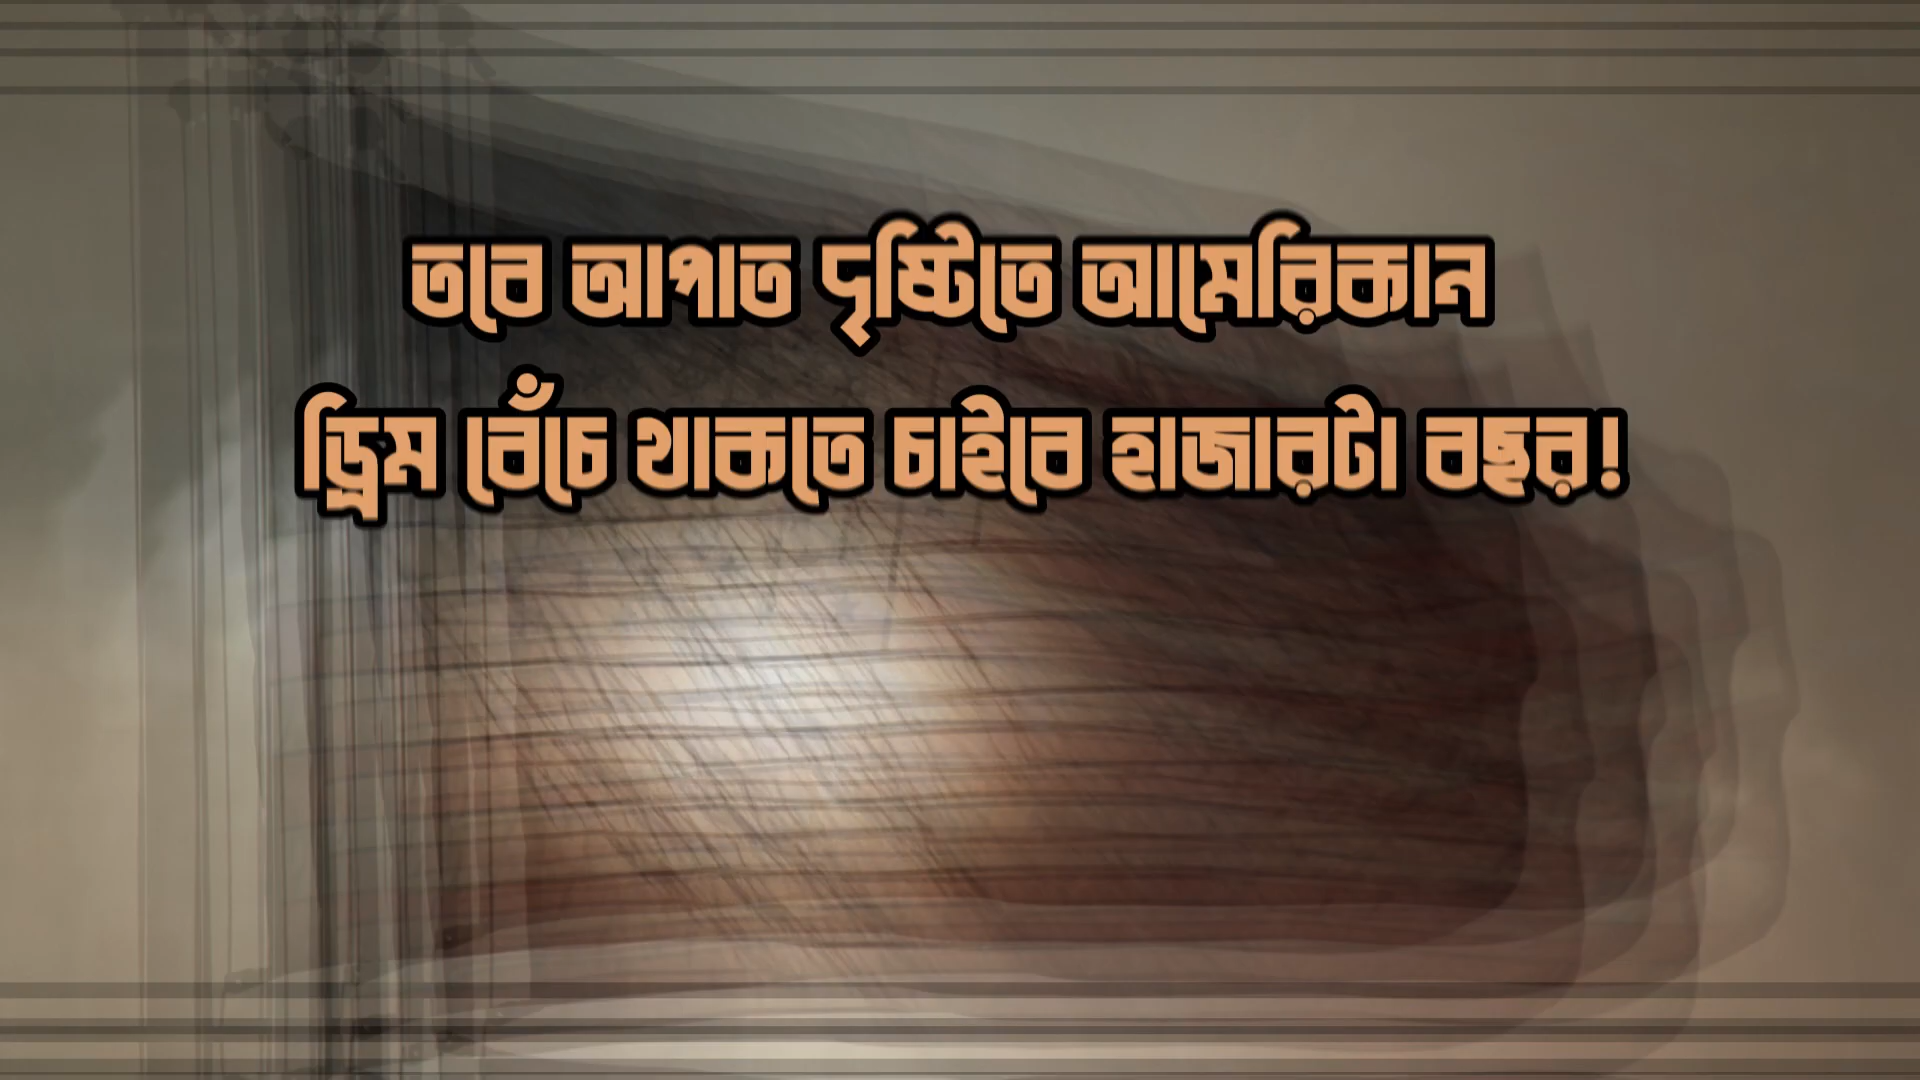 তবে আপাত দৃষ্টিতে আমেরিকান
ড্রিম বেঁচে থাকতে চাইবে হাজারটা বছর!